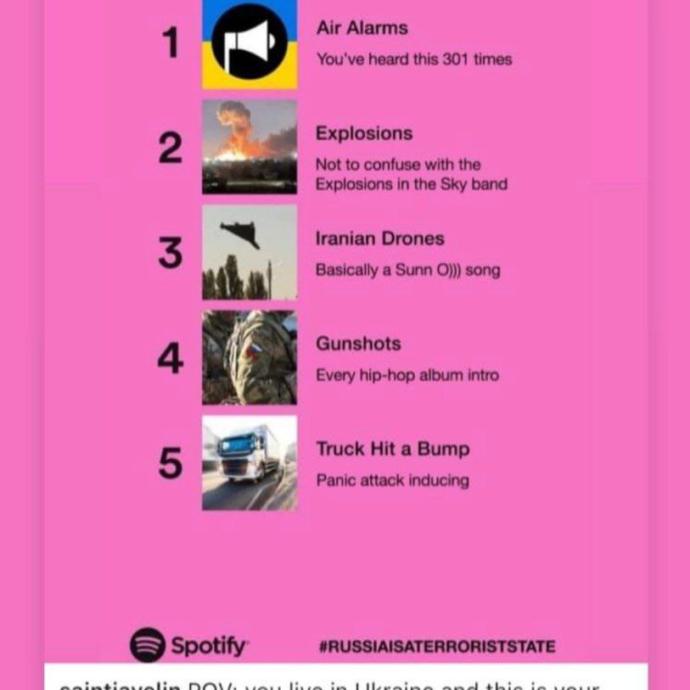 1
Air Alarms
You've heard this 301 times
2
Explosions
Not to confuse with the
Explosions in the Sky band
3
Iranian Drones
Basically a Sunn O))) song
4
Gunshots
Every hip-hop album intro
5
Truck Hit a Bump
Panic attack inducing
Spotify
#RUSSIAISATERRORISTSTATE
saintjavelin POV: you live in Ukraine and this is your